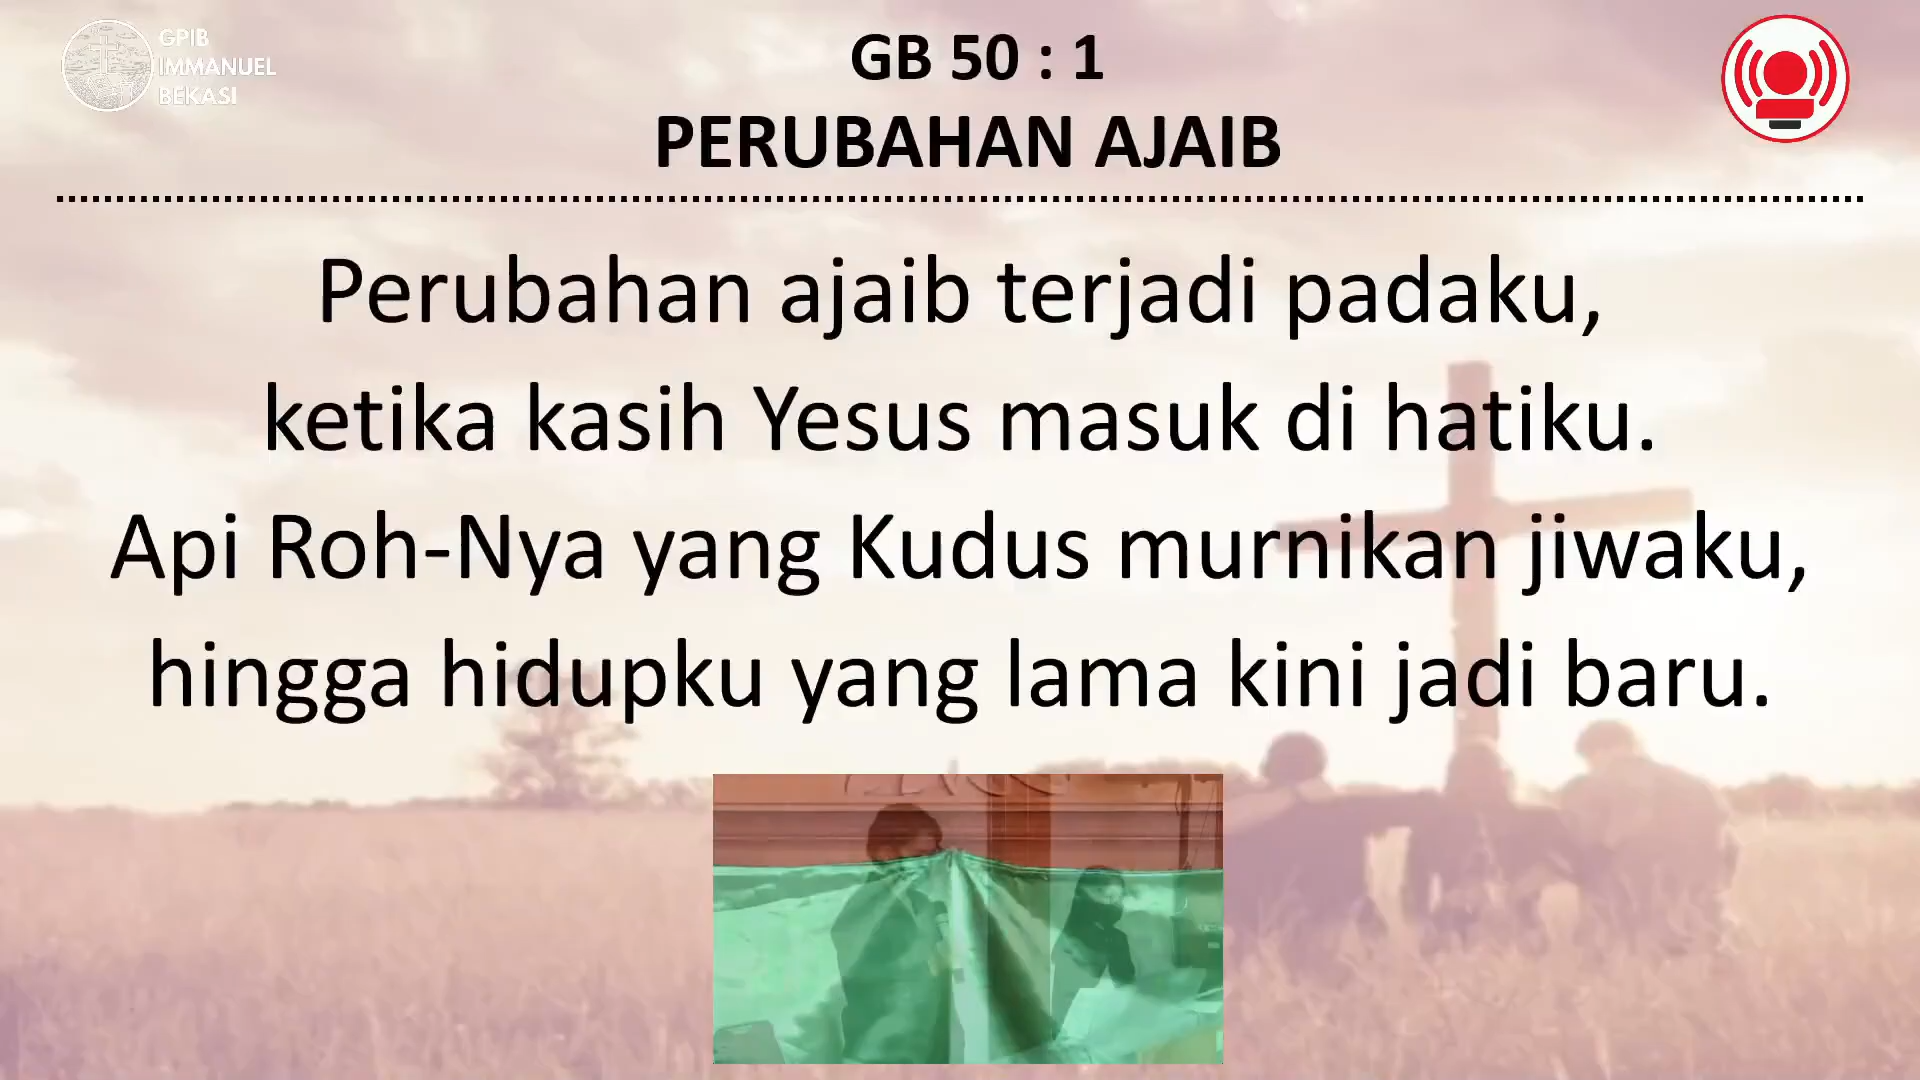 GPIB
IMMANUEL
BEKASI
GB 50 : 1
PERUBAHAN AJAIB
Perubahan ajaib terjadi padaku,
ketika kasih Yesus masuk di hatiku.
Api Roh-Nya yang Kudus murnikan jiwaku,
hingga hidupku yang lama kini jadi baru.